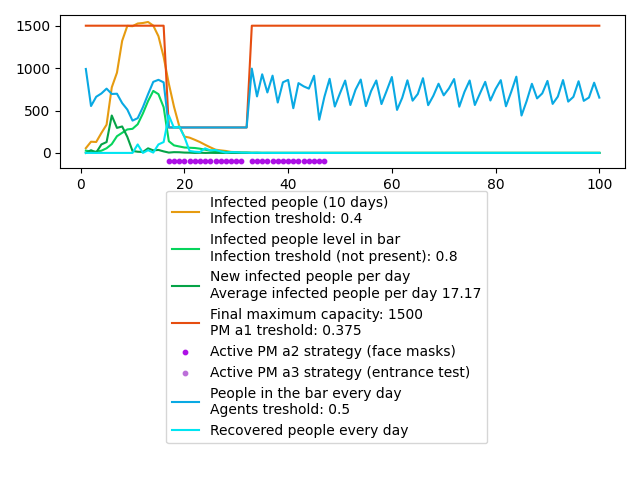 1500
1000
500
0
0 20 40 60 80 100
Infected people (10 days)
Infection treshold: 0.4
Infected people level in bar
Infection treshold (not present): 0.8
New infected people per day
Average infected people per day 17.17
Final maximum capacity: 1500
PM a1 treshold: 0.375
Active PM a2 strategy (face masks)
Active PM a3 strategy (entrance test)
People in the bar every day
Agents treshold: 0.5
Recovered people every day